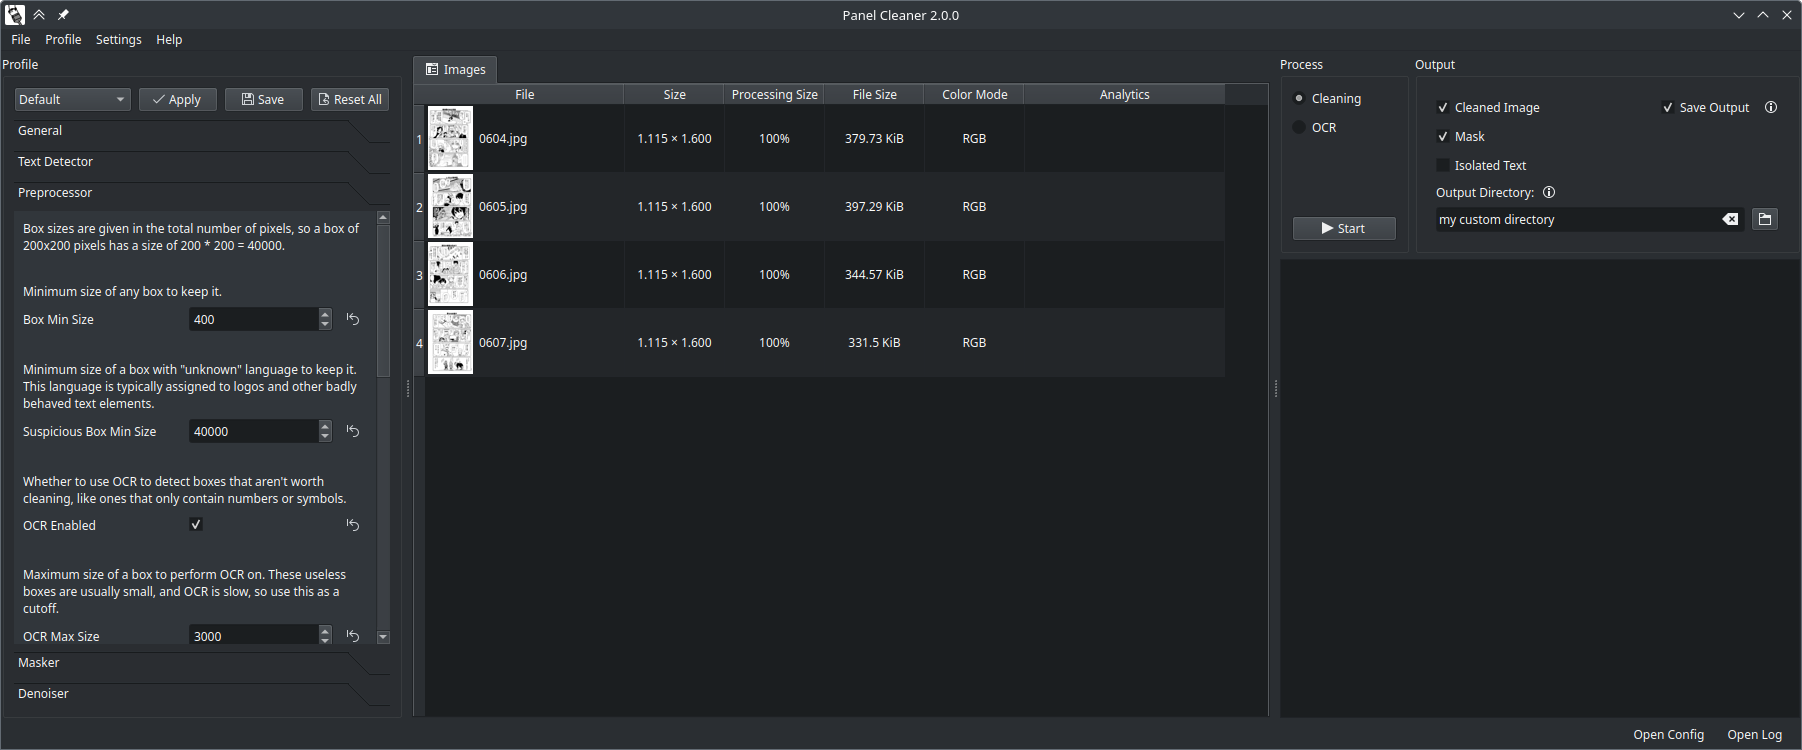 Panel Cleaner 2.0.0
File Profile Settings Help
Profile
Default Apply Save Reset All
General
Text Detector
Preprocessor
Box sizes are given in the total number of pixels, so a box of
200x200 pixels has a size of 200 * 200 = 40000.
Minimum size of any box to keep it.
Box Min Size 400
Minimum size of a box with "unknown" language to keep it.
This language is typically assigned to logos and other badly
behaved text elements.
Suspicious Box Min Size 40000
Whether to use OCR to detect boxes that aren't worth
cleaning, like ones that only contain numbers or symbols.
OCR Enabled
Maximum size of a box to perform OCR on. These useless
boxes are usually small, and OCR is slow, so use this as a
cutoff.
OCR Max Size 3000
Masker
Denoiser
Images
File Size Processing Size File Size Color Mode Analytics
1 0604.jpg 1.115 × 1.600 100% 379.73 KiB RGB
2 0605.jpg 1.115 × 1.600 100% 397.29 KiB RGB
3 0606.jpg 1.115 × 1.600 100% 344.57 KiB RGB
4 0607.jpg 1.115 × 1.600 100% 331.5 KiB RGB
Process
Cleaning
OCR
Start
Output
Cleaned Image Save Output
Mask
Isolated Text
Output Directory:
my custom directory
Open Config Open Log